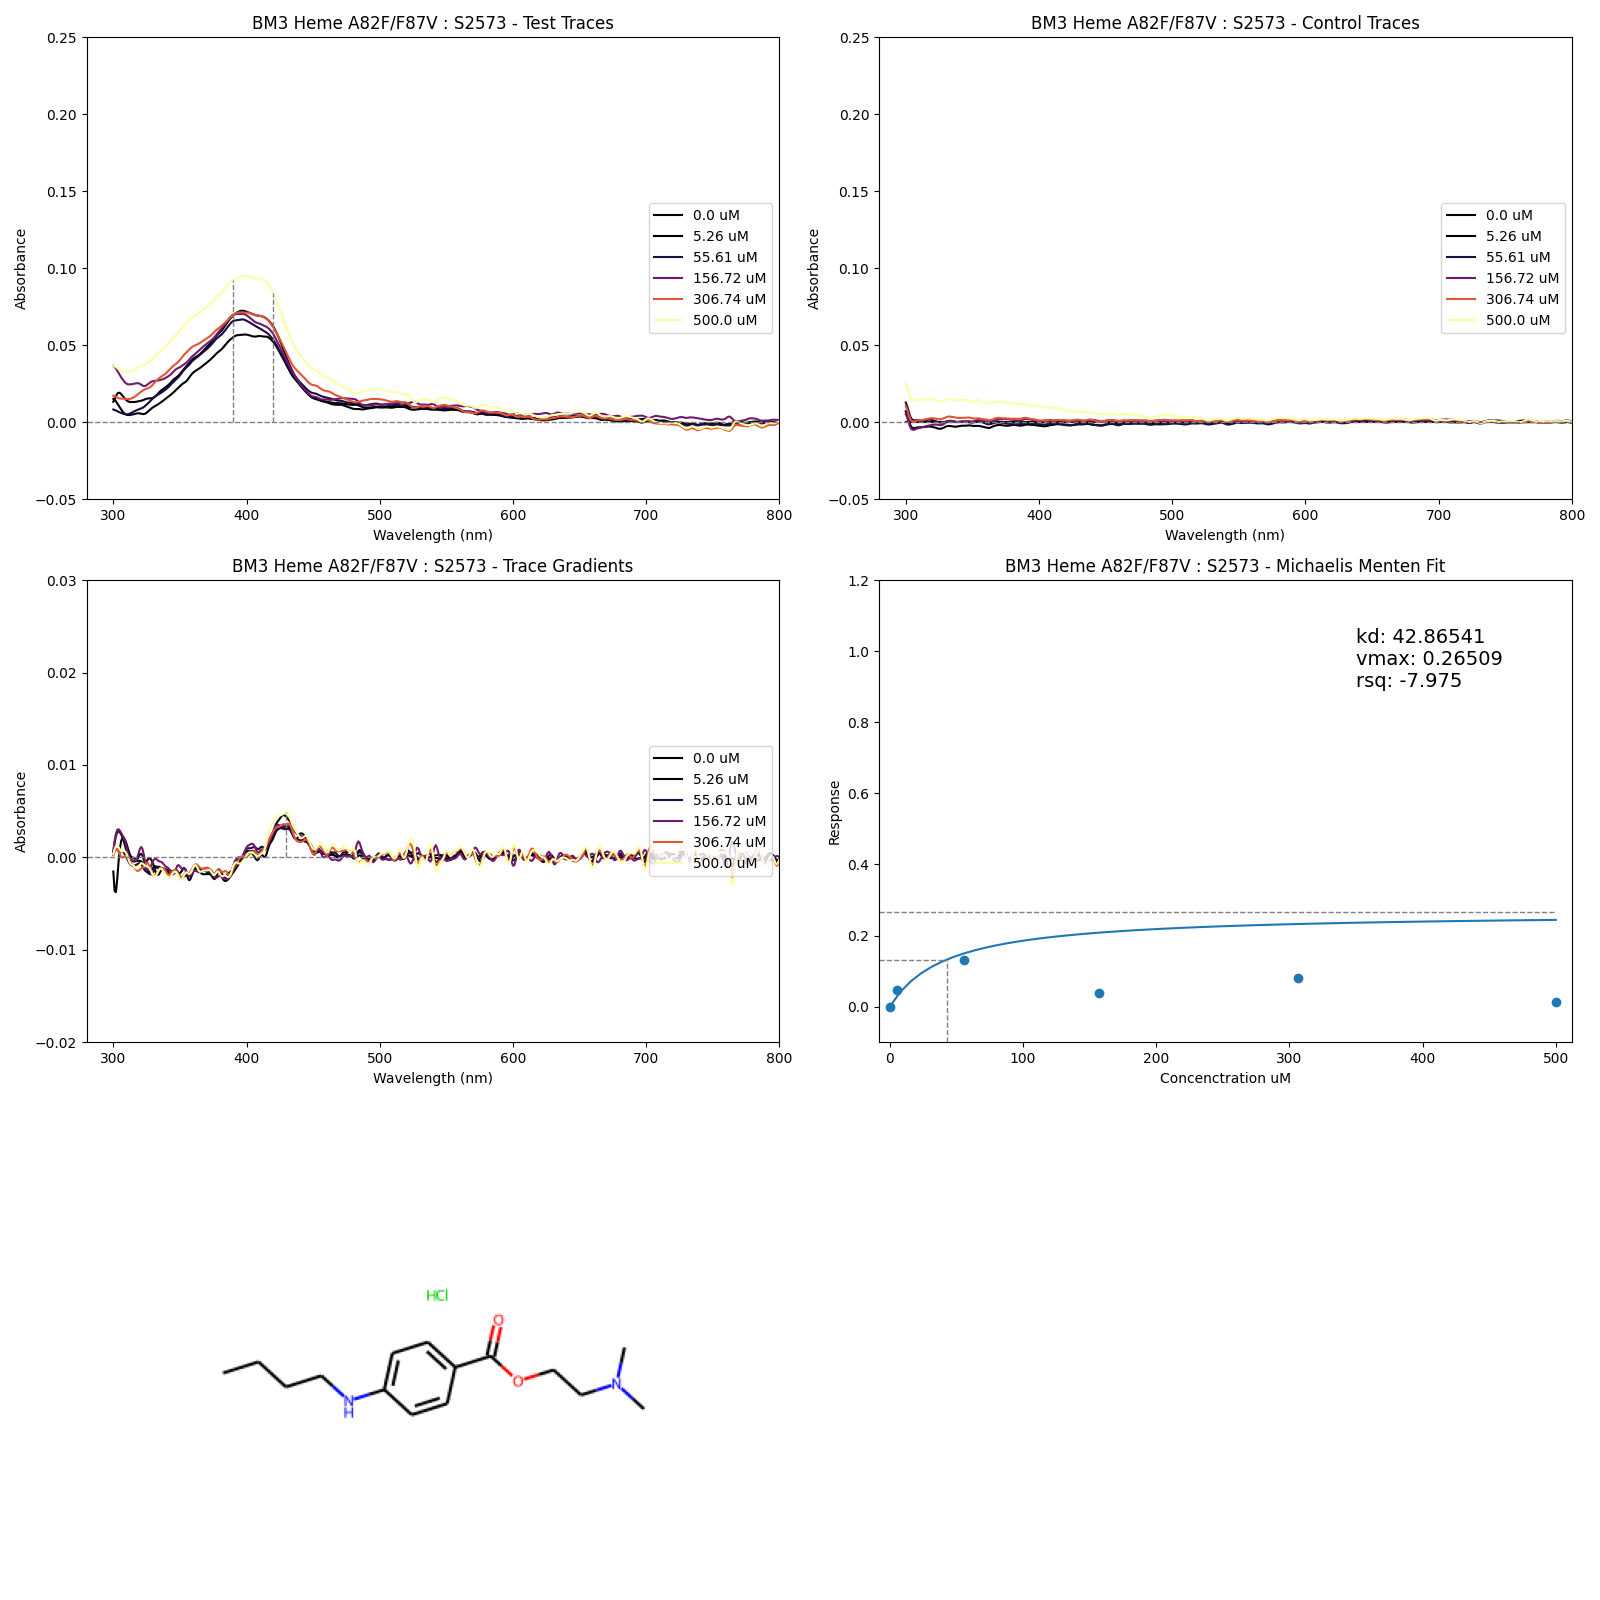 BM3 Heme A82F/F87V : S2573 - Test Traces
0.25
0.20
0.15
0.10
0.05
0.00
−0.05
Absorbance
300 400 500 600 700 800
Wavelength (nm)
0.0 uM
5.26 uM
55.61 uM
156.72 uM
306.74 uM
500.0 uM
BM3 Heme A82F/F87V : S2573 - Control Traces
0.25
0.20
0.15
0.10
0.05
0.00
−0.05
Absorbance
300 400 500 600 700 800
Wavelength (nm)
0.0 uM
5.26 uM
55.61 uM
156.72 uM
306.74 uM
500.0 uM
BM3 Heme A82F/F87V : S2573 - Trace Gradients
0.03
0.02
0.01
0.00
−0.01
−0.02
Absorbance
300 400 500 600 700 800
Wavelength (nm)
0.0 uM
5.26 uM
55.61 uM
156.72 uM
306.74 uM
500.0 uM
BM3 Heme A82F/F87V : S2573 - Michaelis Menten Fit
1.2
1.0
0.8
0.6
0.4
0.2
0.0
Response
0 100 200 300 400 500
Concenctration uM
kd: 42.86541
vmax: 0.26509
rsq: -7.975
HCl
O
O
N
N
H